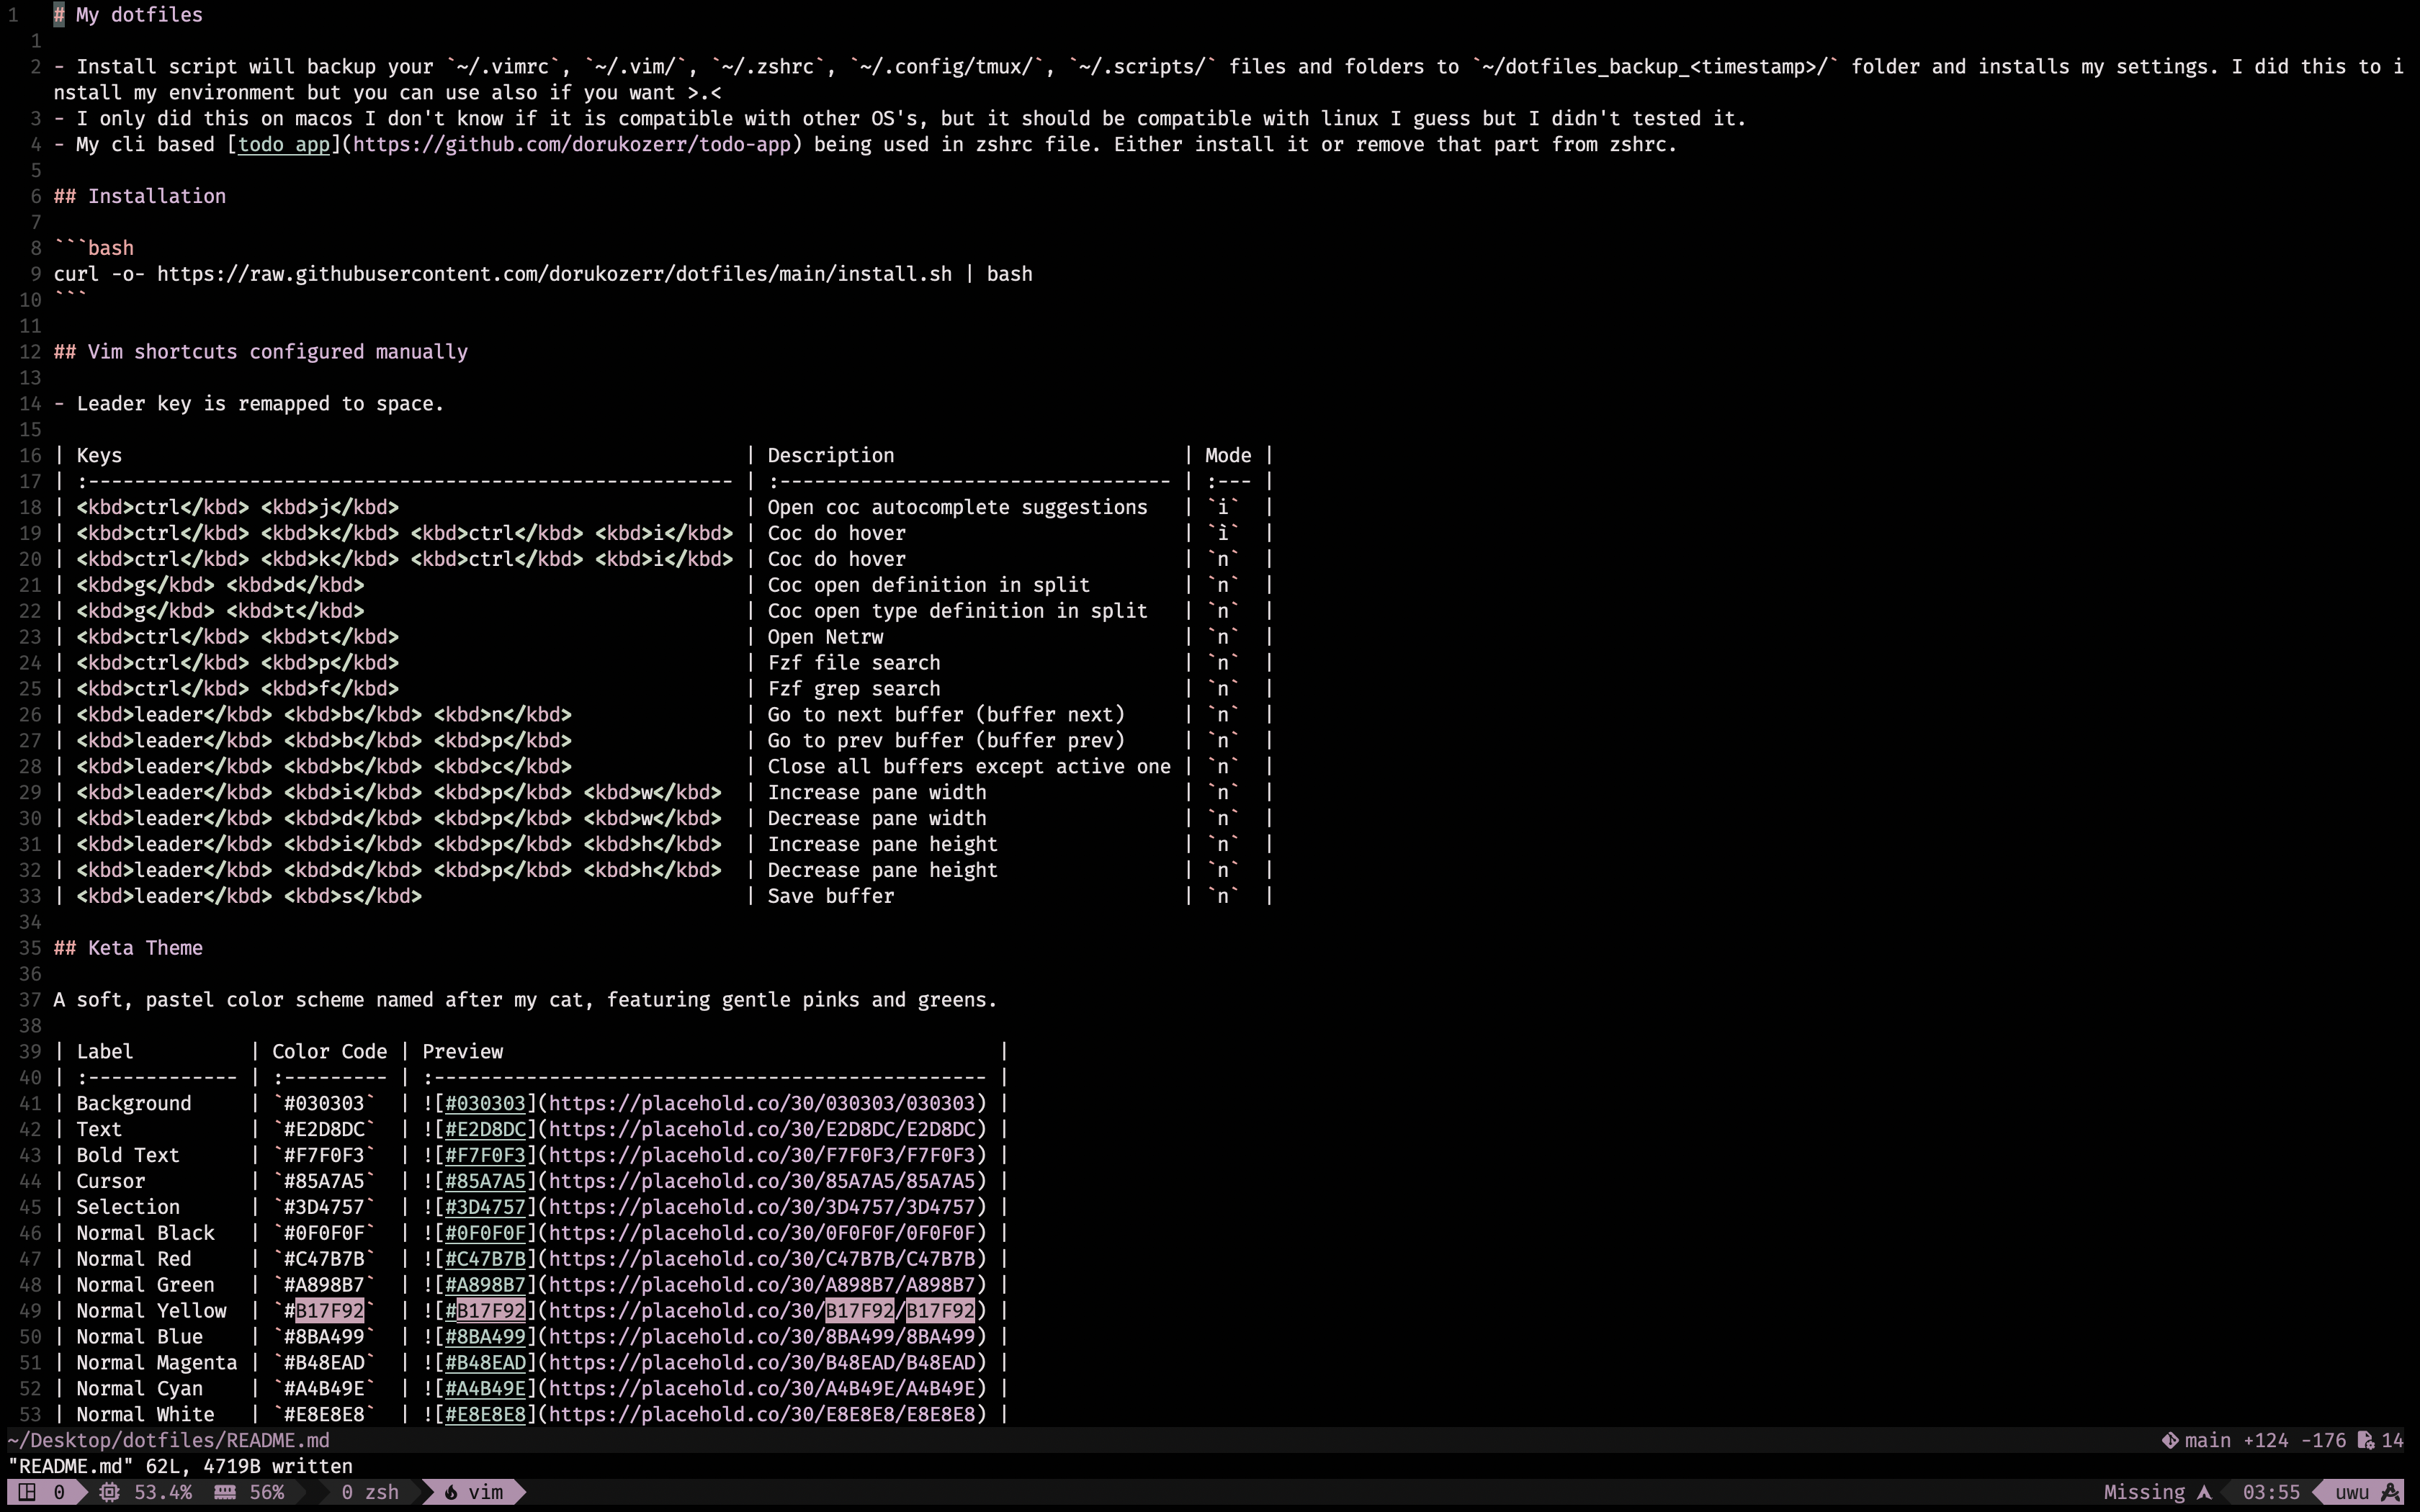 1   # My dotfiles
  1
  2 - Install script will backup your `~/.vimrc`, `~/.vim/`, `~/.zshrc`, `~/.config/tmux/`, `~/.scripts/` files and folders to `~/dotfiles_backup_<timestamp>/` folder and installs my settings. I did this to i
nstall my environment but you can use also if you want >.<
  3 - I only did this on macos I don't know if it is compatible with other OS's, but it should be compatible with linux I guess but I didn't tested it.
  4 - My cli based [todo app](https://github.com/dorukozerr/todo-app) being used in zshrc file. Either install it or remove that part from zshrc.
  5
  6 ## Installation
  7
  8 ```bash
  9 curl -o- https://raw.githubusercontent.com/dorukozerr/dotfiles/main/install.sh | bash
 10 ```
 11
 12 ## Vim shortcuts configured manually
 13
 14 - Leader key is remapped to space.
 15
 16 | Keys                                                      | Description                        | Mode |
 17 | :-------------------------------------------------------- | :--------------------------------- | :--- |
 18 | <kbd>ctrl</kbd> <kbd>j</kbd>                              | Open coc autocomplete suggestions  | `i`  |
 19 | <kbd>ctrl</kbd> <kbd>k</kbd> <kbd>ctrl</kbd> <kbd>i</kbd> | Coc do hover                       | `ì`  |
 20 | <kbd>ctrl</kbd> <kbd>k</kbd> <kbd>ctrl</kbd> <kbd>i</kbd> | Coc do hover                       | `n`  |
 21 | <kbd>g</kbd> <kbd>d</kbd>                                 | Coc open definition in split       | `n`  |
 22 | <kbd>g</kbd> <kbd>t</kbd>                                 | Coc open type definition in split  | `n`  |
 23 | <kbd>ctrl</kbd> <kbd>t</kbd>                              | Open Netrw                         | `n`  |
 24 | <kbd>ctrl</kbd> <kbd>p</kbd>                              | Fzf file search                    | `n`  |
 25 | <kbd>ctrl</kbd> <kbd>f</kbd>                              | Fzf grep search                    | `n`  |
 26 | <kbd>leader</kbd> <kbd>b</kbd> <kbd>n</kbd>               | Go to next buffer (buffer next)    | `n`  |
 27 | <kbd>leader</kbd> <kbd>b</kbd> <kbd>p</kbd>               | Go to prev buffer (buffer prev)    | `n`  |
 28 | <kbd>leader</kbd> <kbd>b</kbd> <kbd>c</kbd>               | Close all buffers except active one | `n`  |
 29 | <kbd>leader</kbd> <kbd>i</kbd> <kbd>p</kbd> <kbd>w</kbd>  | Increase pane width                | `n`  |
 30 | <kbd>leader</kbd> <kbd>d</kbd> <kbd>p</kbd> <kbd>w</kbd>  | Decrease pane width                | `n`  |
 31 | <kbd>leader</kbd> <kbd>i</kbd> <kbd>p</kbd> <kbd>h</kbd>  | Increase pane height               | `n`  |
 32 | <kbd>leader</kbd> <kbd>d</kbd> <kbd>p</kbd> <kbd>h</kbd>  | Decrease pane height               | `n`  |
 33 | <kbd>leader</kbd> <kbd>s</kbd>                            | Save buffer                        | `n`  |
 34
 35 ## Keta Theme
 36
 37 A soft, pastel color scheme named after my cat, featuring gentle pinks and greens.
 38
 39 | Label          | Color Code | Preview                                          |
 40 | :------------- | :--------- | :------------------------------------------------ |
 41 | Background     | `#030303`  | ![#030303](https://placehold.co/30/030303/030303) |
 42 | Text           | `#E2D8DC`  | ![#E2D8DC](https://placehold.co/30/E2D8DC/E2D8DC) |
 43 | Bold Text      | `#F7F0F3`  | ![#F7F0F3](https://placehold.co/30/F7F0F3/F7F0F3) |
 44 | Cursor         | `#85A7A5`  | ![#85A7A5](https://placehold.co/30/85A7A5/85A7A5) |
 45 | Selection      | `#3D4757`  | ![#3D4757](https://placehold.co/30/3D4757/3D4757) |
 46 | Normal Black   | `#0F0F0F`  | ![#0F0F0F](https://placehold.co/30/0F0F0F/0F0F0F) |
 47 | Normal Red     | `#C47B7B`  | ![#C47B7B](https://placehold.co/30/C47B7B/C47B7B) |
 48 | Normal Green   | `#A898B7`  | ![#A898B7](https://placehold.co/30/A898B7/A898B7) |
 49 | Normal Yellow  | `#B17F92`  | ![#B17F92](https://placehold.co/30/B17F92/B17F92) |
 50 | Normal Blue    | `#8BA499`  | ![#8BA499](https://placehold.co/30/8BA499/8BA499) |
 51 | Normal Magenta | `#B48EAD`  | ![#B48EAD](https://placehold.co/30/B48EAD/B48EAD) |
 52 | Normal Cyan    | `#A4B49E`  | ![#A4B49E](https://placehold.co/30/A4B49E/A4B49E) |
 53 | Normal White   | `#E8E8E8`  | ![#E8E8E8](https://placehold.co/30/E8E8E8/E8E8E8) |
~/Desktop/dotfiles/README.md main +124 -176 14
"README.md" 62L, 4719B written
0 53.4% 56% 0 zsh vim Missing 03:55 uwu